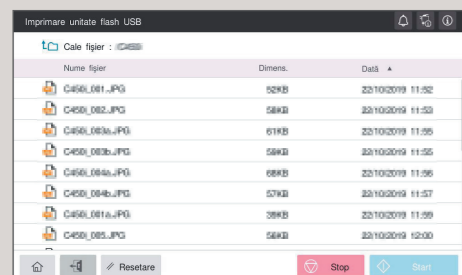 Imprimare unitate flash USB
Cale fișier : C450i
Nume fișier Dimens. Dată ▲
C450i_001.JPG 52KB 22/10/2019 11:52
C450i_002.JPG 58KB 22/10/2019 11:53
C450i_003a.JPG 61KB 22/10/2019 11:55
C450i_003b.JPG 56KB 22/10/2019 11:55
C450i_004a.JPG 68KB 22/10/2019 11:56
C450i_004b.JPG 57KB 22/10/2019 11:57
C450i_001a.JPG 39KB 22/10/2019 11:59
C450i_005.JPG 56KB 22/10/2019 12:00
Resetare Stop Start